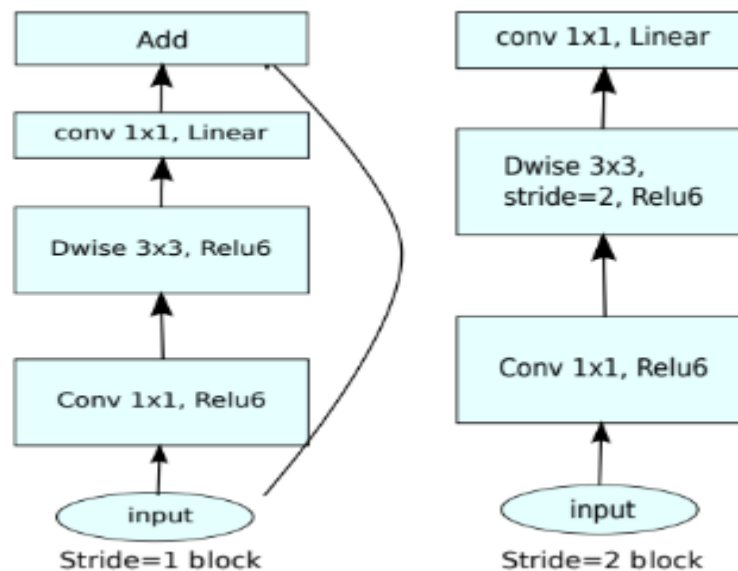 Add
conv 1x1, Linear
Dwise 3x3, Relu6
Conv 1x1, Relu6
input
Stride=1 block
conv 1x1, Linear
Dwise 3x3,
stride=2, Relu6
Conv 1x1, Relu6
input
Stride=2 block